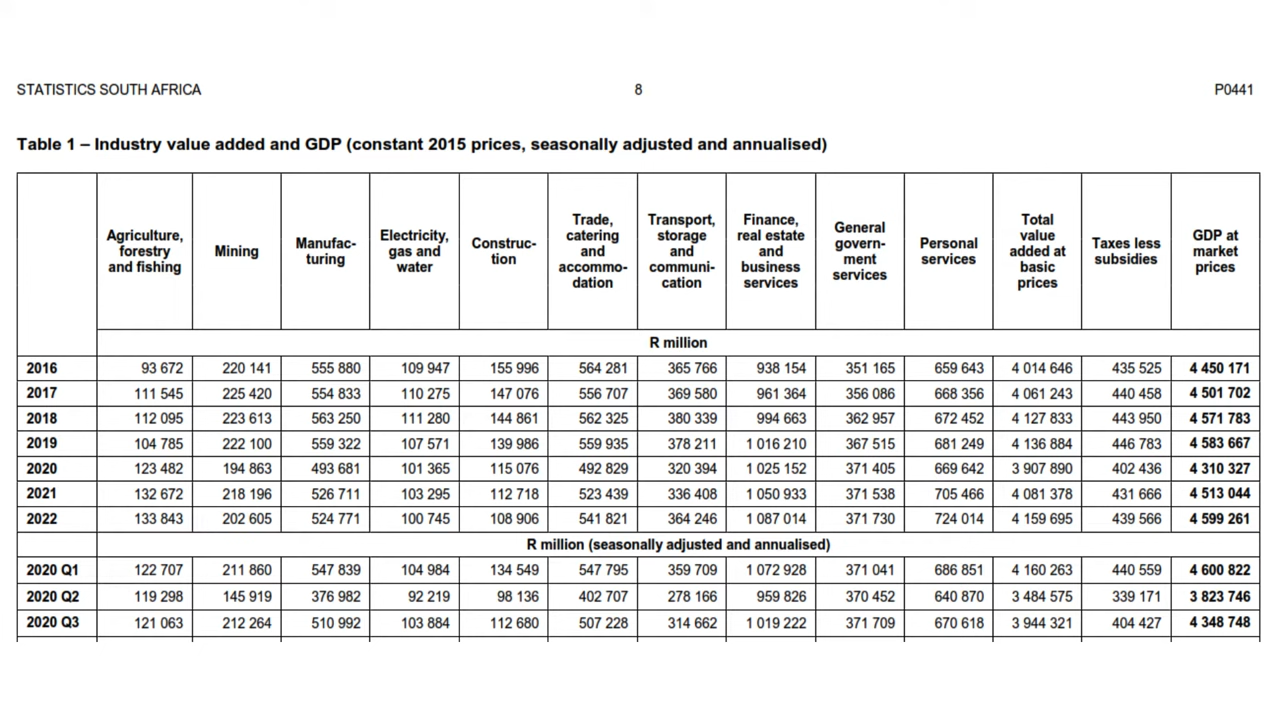 STATISTICS SOUTH AFRICA 8 P0441
Table 1 – Industry value added and GDP (constant 2015 prices, seasonally adjusted and annualised)
Agriculture, forestry and fishing Mining Manufac- turing Electricity, gas and water Construc- tion Trade, catering and accommo- dation Transport, storage and communi- cation Finance, real estate and business services General govern- ment services Personal services Total value added at basic prices Taxes less subsidies GDP at market prices
R million
2016 93 672 220 141 555 880 109 947 155 996 564 281 365 766 938 154 351 165 659 643 4 014 646 435 525 4 450 171
2017 111 545 225 420 554 833 110 275 147 076 556 707 369 580 961 364 356 086 668 356 4 061 243 440 458 4 501 702
2018 112 095 223 613 563 250 111 280 144 861 562 325 380 339 994 663 362 957 672 452 4 127 833 443 950 4 571 783
2019 104 785 222 100 559 322 107 571 139 986 559 935 378 211 1 016 210 367 515 681 249 4 136 884 446 783 4 583 667
2020 123 482 194 863 493 681 101 365 115 076 492 829 320 394 1 025 152 371 405 669 642 3 907 890 402 436 4 310 327
2021 132 672 218 196 526 711 103 295 112 718 523 439 336 408 1 050 933 371 538 705 466 4 081 378 431 666 4 513 044
2022 133 843 202 605 524 771 100 745 108 906 541 821 364 246 1 087 014 371 730 724 014 4 159 695 439 566 4 599 261
R million (seasonally adjusted and annualised)
2020 Q1 122 707 211 860 547 839 104 984 134 549 547 795 359 709 1 072 928 371 041 686 851 4 160 263 440 559 4 600 822
2020 Q2 119 298 145 919 376 982 92 219 98 136 402 707 278 166 959 826 370 452 640 870 3 484 575 339 171 3 823 746
2020 Q3 121 063 212 264 510 992 103 884 112 680 507 228 314 662 1 019 222 371 709 670 618 3 944 321 404 427 4 348 748